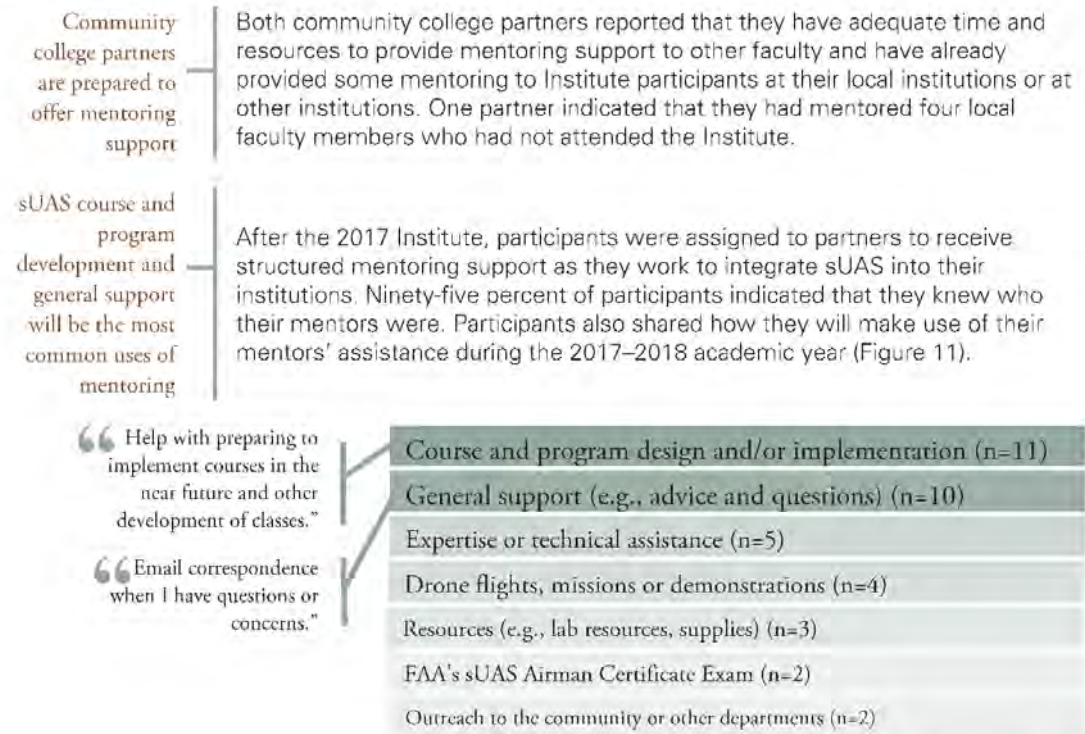 Community
college partners
are prepared to
offer mentoring
support
Both community college partners reported that they have adequate time and
resources to provide mentoring support to other faculty and have already
provided some mentoring to Institute participants at their local institutions or at
other institutions. One partner indicated that they had mentored four local
faculty members who had not attended the Institute.
sUAS course and
program
development and
general support
will be the most
common uses of
mentoring
After the 2017 Institute, participants were assigned to partners to receive
structured mentoring support as they work to integrate sUAS into their
institutions. Ninety-five percent of participants indicated that they knew who
their mentors were. Participants also shared how they will make use of their
mentors' assistance during the 2017–2018 academic year (Figure 11).
“Help with preparing to
implement courses in the
near future and other
development of classes.”
“Email correspondence
when I have questions or
concerns.”
Course and program design and/or implementation (n=11)
General support (e.g., advice and questions) (n=10)
Expertise or technical assistance (n=5)
Drone flights, missions or demonstrations (n=4)
Resources (e.g., lab resources, supplies) (n=3)
FAA's sUAS Airman Certificate Exam (n=2)
Outreach to the community or other departments (n=2)